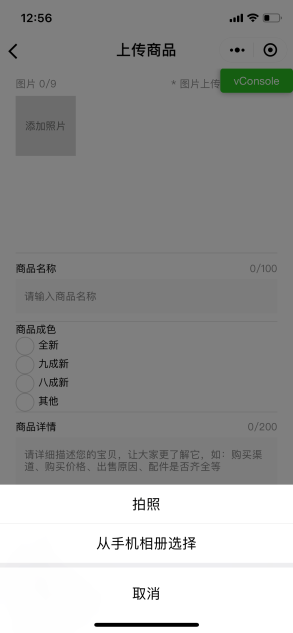 12:56
上传商品
图片 0/9
* 图片上传
vConsole
添加照片
商品名称
0/100
请输入商品名称
商品成色
全新
九成新
八成新
其他
商品详情
0/200
请详细描述您的宝贝，让大家更了解它，如：购买渠
道、购买价格、出售原因、配件是否齐全等
拍照
从手机相册选择
取消